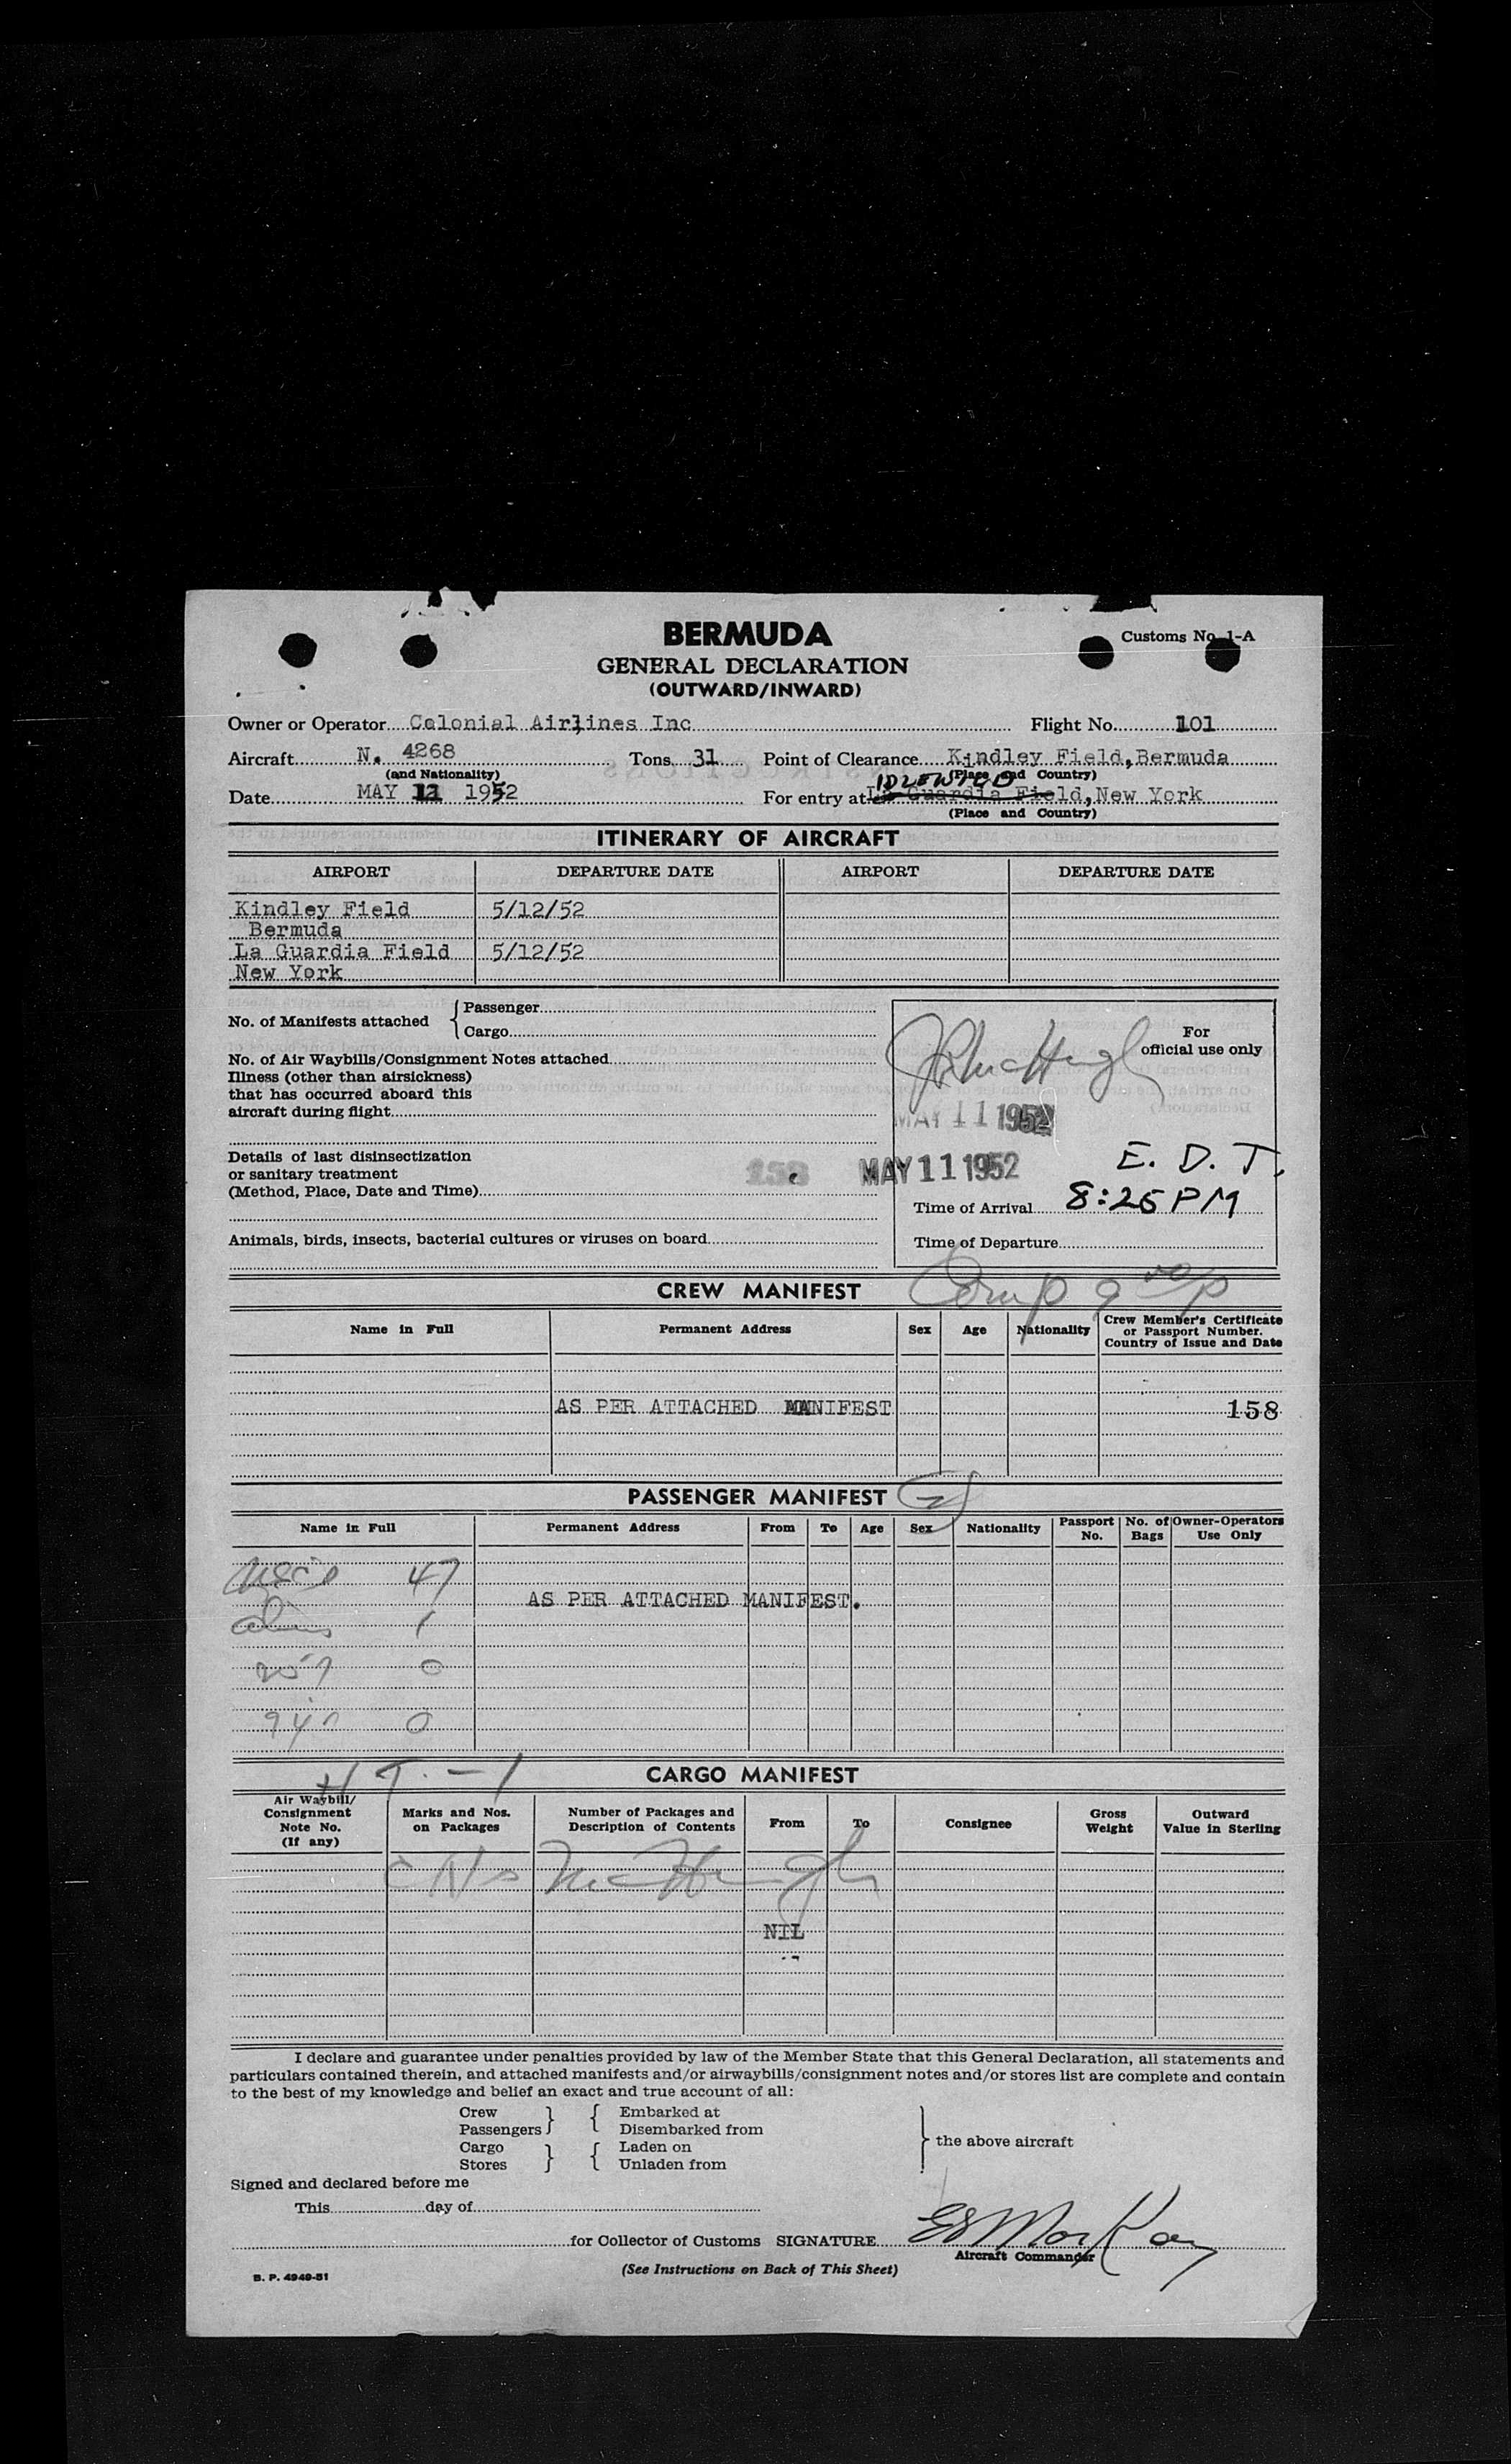 BERMUDA
Customs No. 1-A
GENERAL DECLARATION
(OUTWARD/INWARD)
Owner or Operator Colonial Airlines Inc Flight No. 101
Aircraft N. 4268 Tons 31 Point of Clearance Kindley Field, Bermuda
(and Nationality) (Place and Country)
IDLEWILD
Date MAY 1952 For entry at La Guardia Field, New York
(Place and Country)
ITINERARY OF AIRCRAFT
AIRPORT DEPARTURE DATE AIRPORT DEPARTURE DATE
Kindley Field 5/12/52
Bermuda
La Guardia Field 5/12/52
New York
No. of Manifests attached { Passenger
Cargo
For
official use only
No. of Air Waybills/Consignment Notes attached
Illness (other than airsickness)
that has occurred aboard this
aircraft during flight
MAY 11 1952
Details of last disinsectization
or sanitary treatment
(Method, Place, Date and Time)
158
MAY 11 1952
E. D. T.
Time of Arrival 8:25 PM
Animals, birds, insects, bacterial cultures or viruses on board
Time of Departure
CREW MANIFEST
Comp 9 00/p
Name in Full Permanent Address Sex Age Nationality Crew Member's Certificate
or Passport Number.
Country of Issue and Date
AS PER ATTACHED MANIFEST 158
PASSENGER MANIFEST
Name in Full Permanent Address From To Age Sex Nationality Passport No. No. of Bags Owner-Operators Use Only
47
AS PER ATTACHED MANIFEST.
1
0
0
H T. - 1
CARGO MANIFEST
Air Waybill/
Consignment
Note No.
(If any)
Marks and Nos.
on Packages
Number of Packages and
Description of Contents
From To Consignee Gross
Weight
Outward
Value in Sterling
McHugh
NIL
I declare and guarantee under penalties provided by law of the Member State that this General Declaration, all statements and
particulars contained therein, and attached manifests and/or airwaybills/consignment notes and/or stores list are complete and contain
to the best of my knowledge and belief an exact and true account of all:
Crew } { Embarked at
Passengers Disembarked from
Cargo } { Laden on
Stores Unladen from
} the above aircraft
Signed and declared before me
This day of
for Collector of Customs SIGNATURE
Aircraft Commander
(See Instructions on Back of This Sheet)
B. P. 4949-51